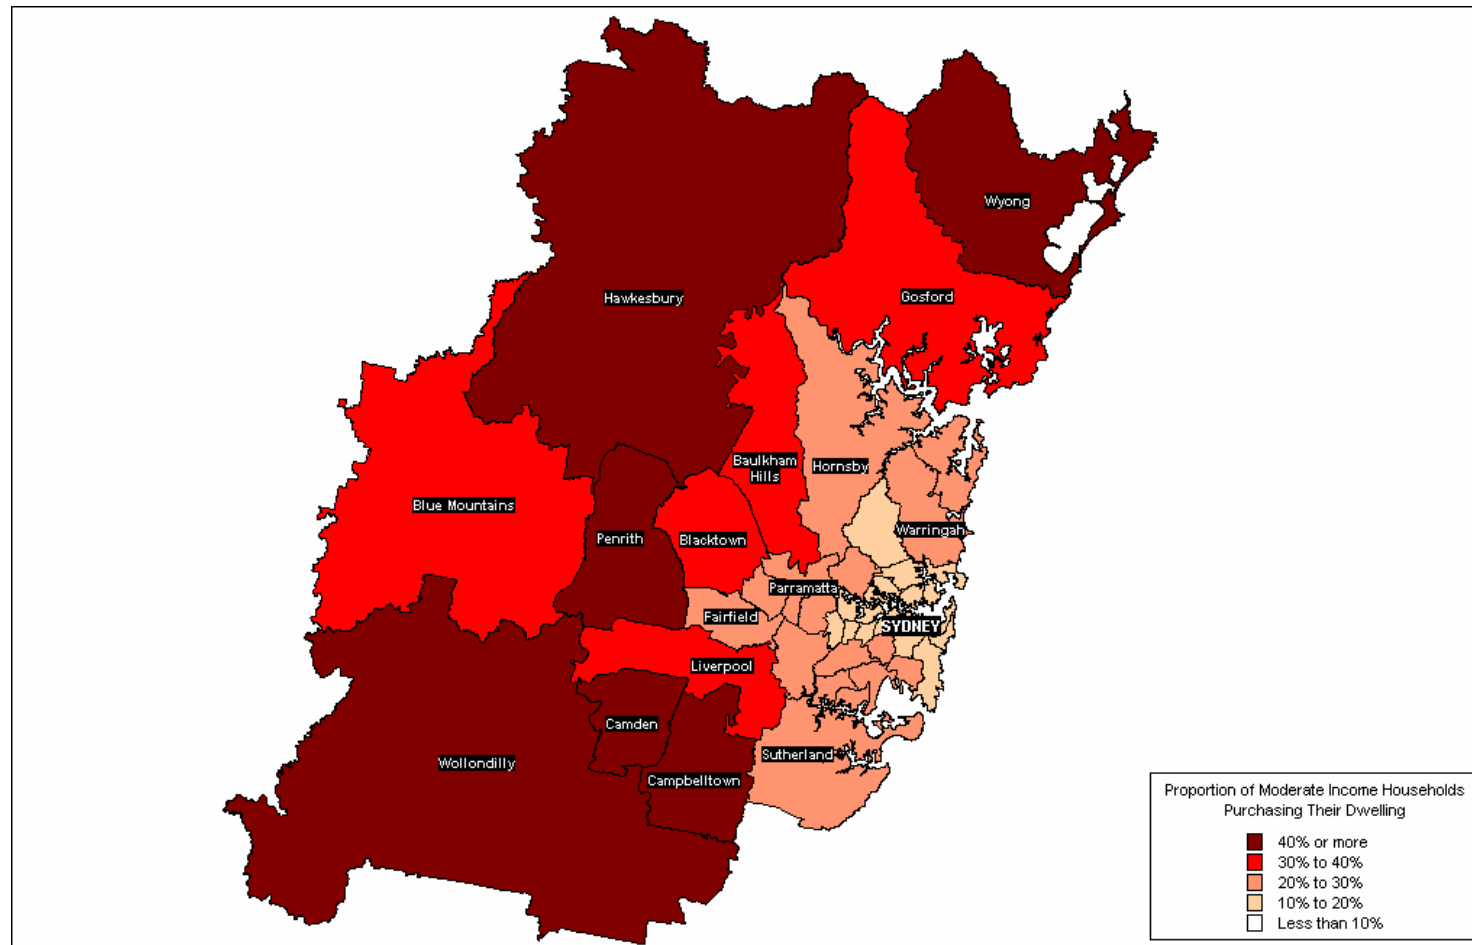 Wyong
Hawkesbury
Gosford
Baulkham
Hills
Hornsby
Blue Mountains
Penrith
Blacktown
Warringah
Parramatta
Fairfield
SYDNEY
Liverpool
Camden
Wollondilly
Campbelltown
Sutherland
Proportion of Moderate Income Households
Purchasing Their Dwelling
40% or more
30% to 40%
20% to 30%
10% to 20%
Less than 10%